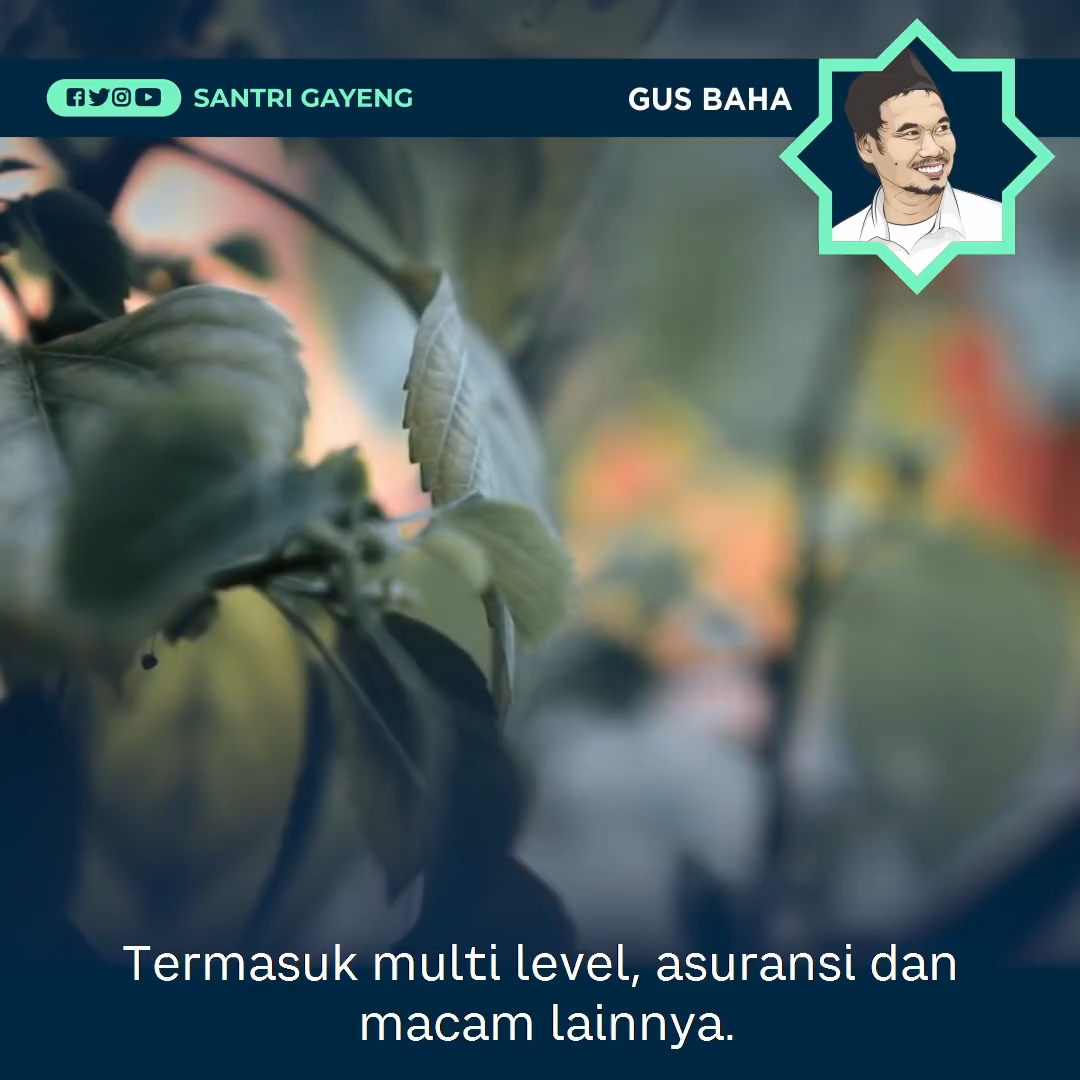 SANTRI GAYENG
GUS BAHA
Termasuk multi level, asuransi dan
macam lainnya.